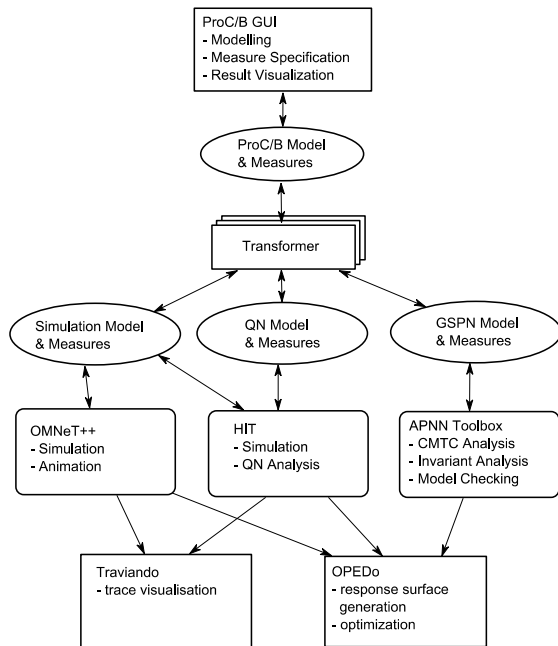 ProC/B GUI
- Modelling
- Measure Specification
- Result Visualization
ProC/B Model
& Measures
Transformer
Simulation Model
& Measures
QN Model
& Measures
GSPN Model
& Measures
OMNeT++
- Simulation
- Animation
HIT
- Simulation
- QN Analysis
APNN Toolbox
- CMTC Analysis
- Invariant Analysis
- Model Checking
Traviando
- trace visualisation
OPEDo
- response surface
generation
- optimization